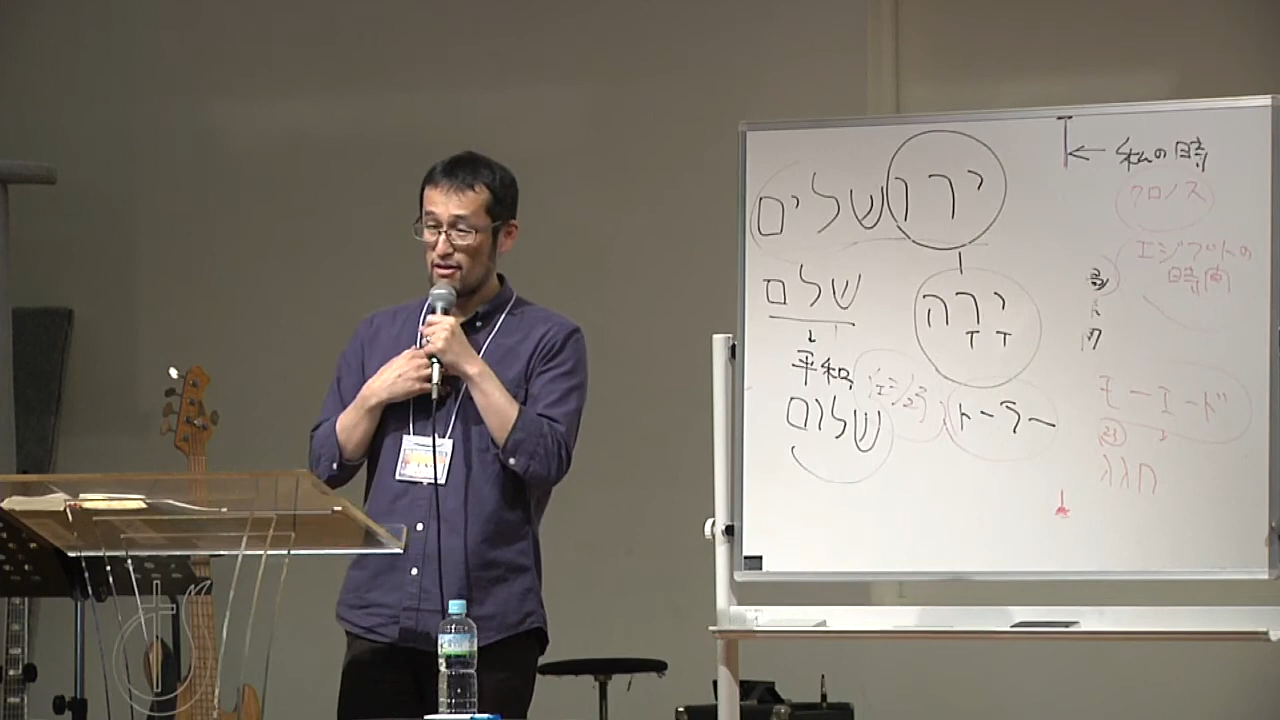 ירושלים
שלם
יָרָה
平和
שלום
トーラー
←私の時
クロノス
エジプトの
時間
モーエード
חגג